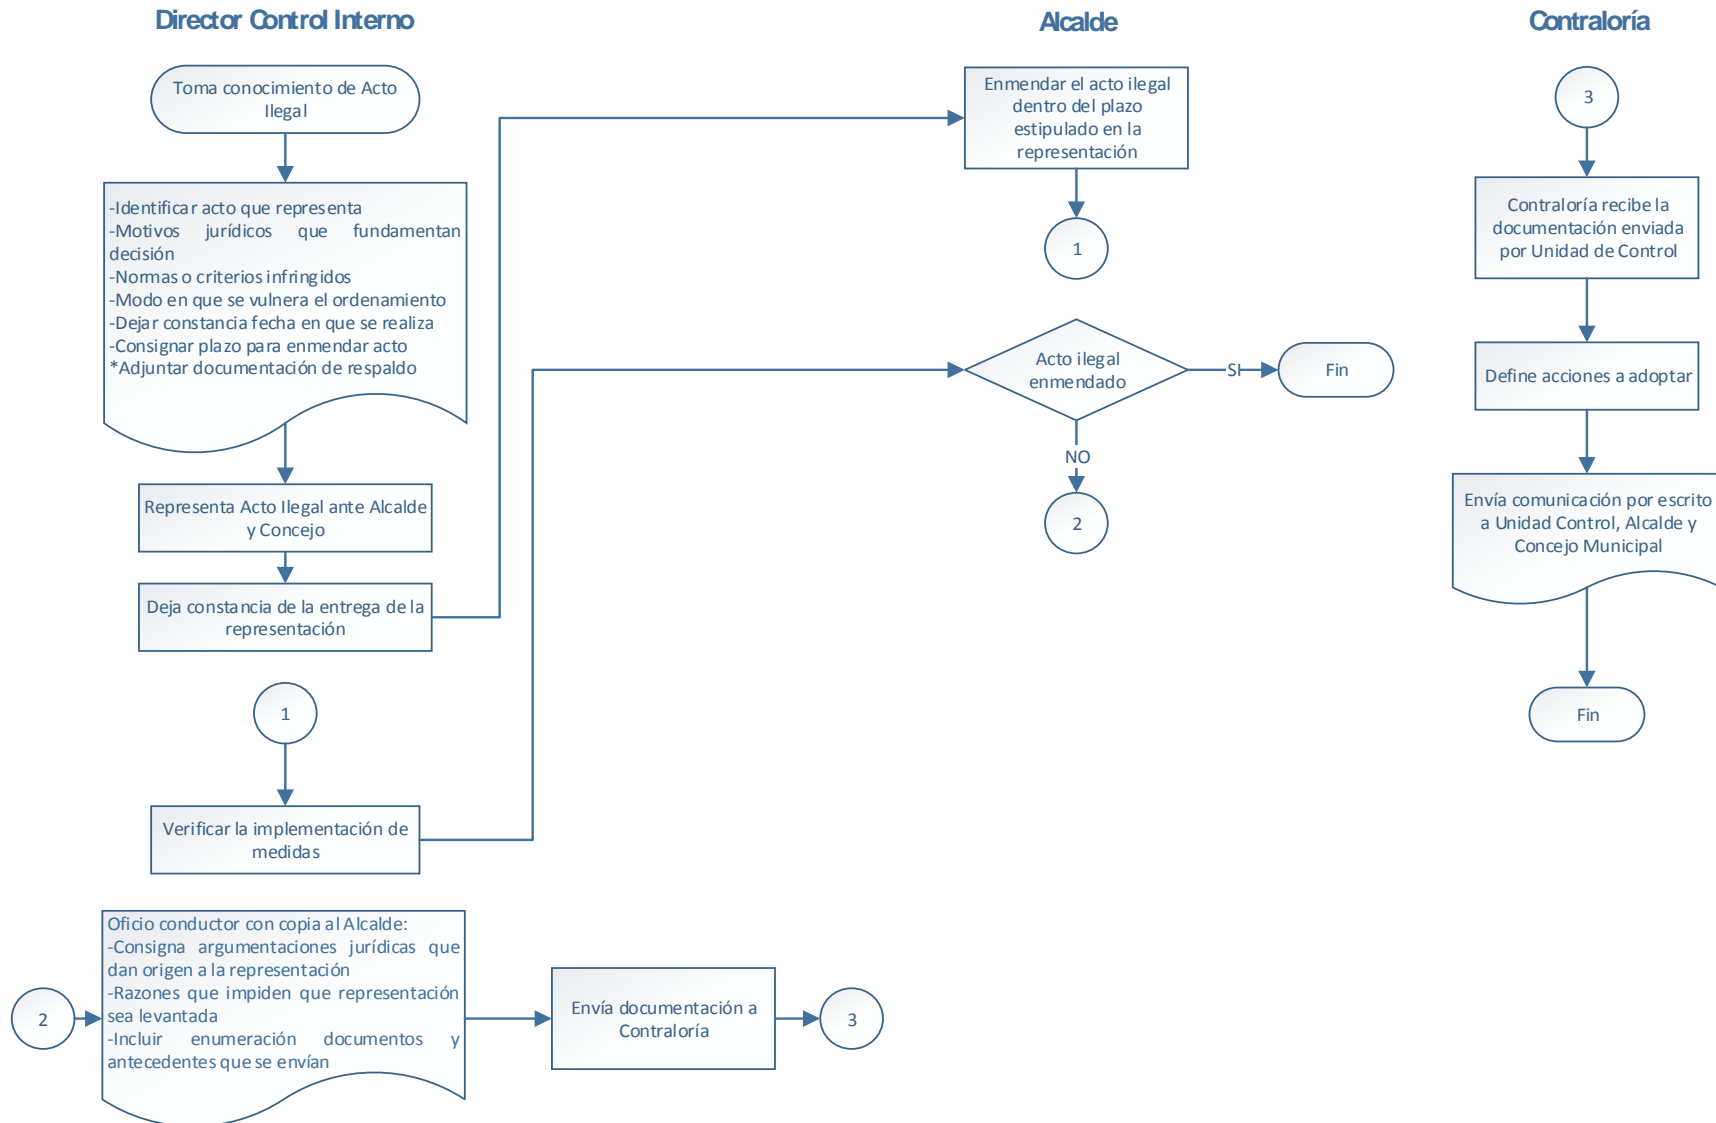 Director Control Interno
Toma conocimiento de Acto
Ilegal
-Identificar acto que representa
-Motivos jurídicos que fundamentan
decisión
-Normas o criterios infringidos
-Modo en que se vulnera el ordenamiento
-Dejar constancia fecha en que se realiza
-Consignar plazo para enmendar acto
*Adjuntar documentación de respaldo
Representa Acto Ilegal ante Alcalde
y Concejo
Deja constancia de la entrega de la
representación
1
Verificar la implementación de
medidas
2
Oficio conductor con copia al Alcalde:
-Consigna argumentaciones jurídicas que
dan origen a la representación
-Razones que impiden que representación
sea levantada
-Incluir enumeración documentos y
antecedentes que se envían
Envía documentación a
Contraloría
3
Alcalde
Enmendar el acto ilegal
dentro del plazo
estipulado en la
representación
1
Acto ilegal
enmendado
SI
Fin
NO
2
Contraloría
3
Contraloría recibe la
documentación enviada
por Unidad de Control
Define acciones a adoptar
Envía comunicación por escrito
a Unidad Control, Alcalde y
Concejo Municipal
Fin